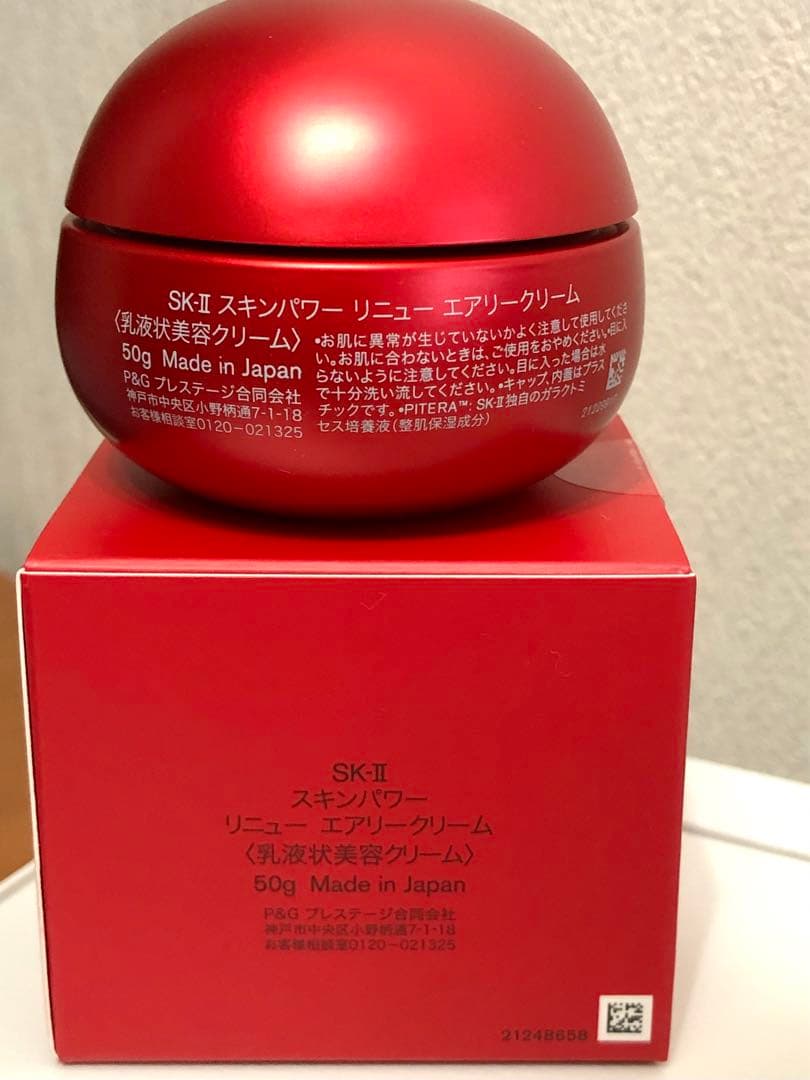 SK-II スキンパワー リニュー エアリークリーム
〈乳液状美容クリーム〉
50g Made in Japan
P&G プレステージ合同会社
神戸市中央区小野柄通7-1-18
お客様相談室0120-021325
•お肌に異常が生じていないかよく注意して使用してくださ
い。お肌に合わないときは、ご使用をおやめください。•目に入
らないように注意してください。目に入った場合は水
で十分洗い流してください。•キャップ、内蓋はプラス
チックです。•PITERA™: SK-II独自のガラクトミ
セス培養液(整肌保湿成分)
SK-II
スキンパワー
リニュー エアリークリーム
〈乳液状美容クリーム〉
50g Made in Japan
P&G プレステージ合同会社
神戸市中央区小野柄通7-1-18
お客様相談室0120-021325
21248658